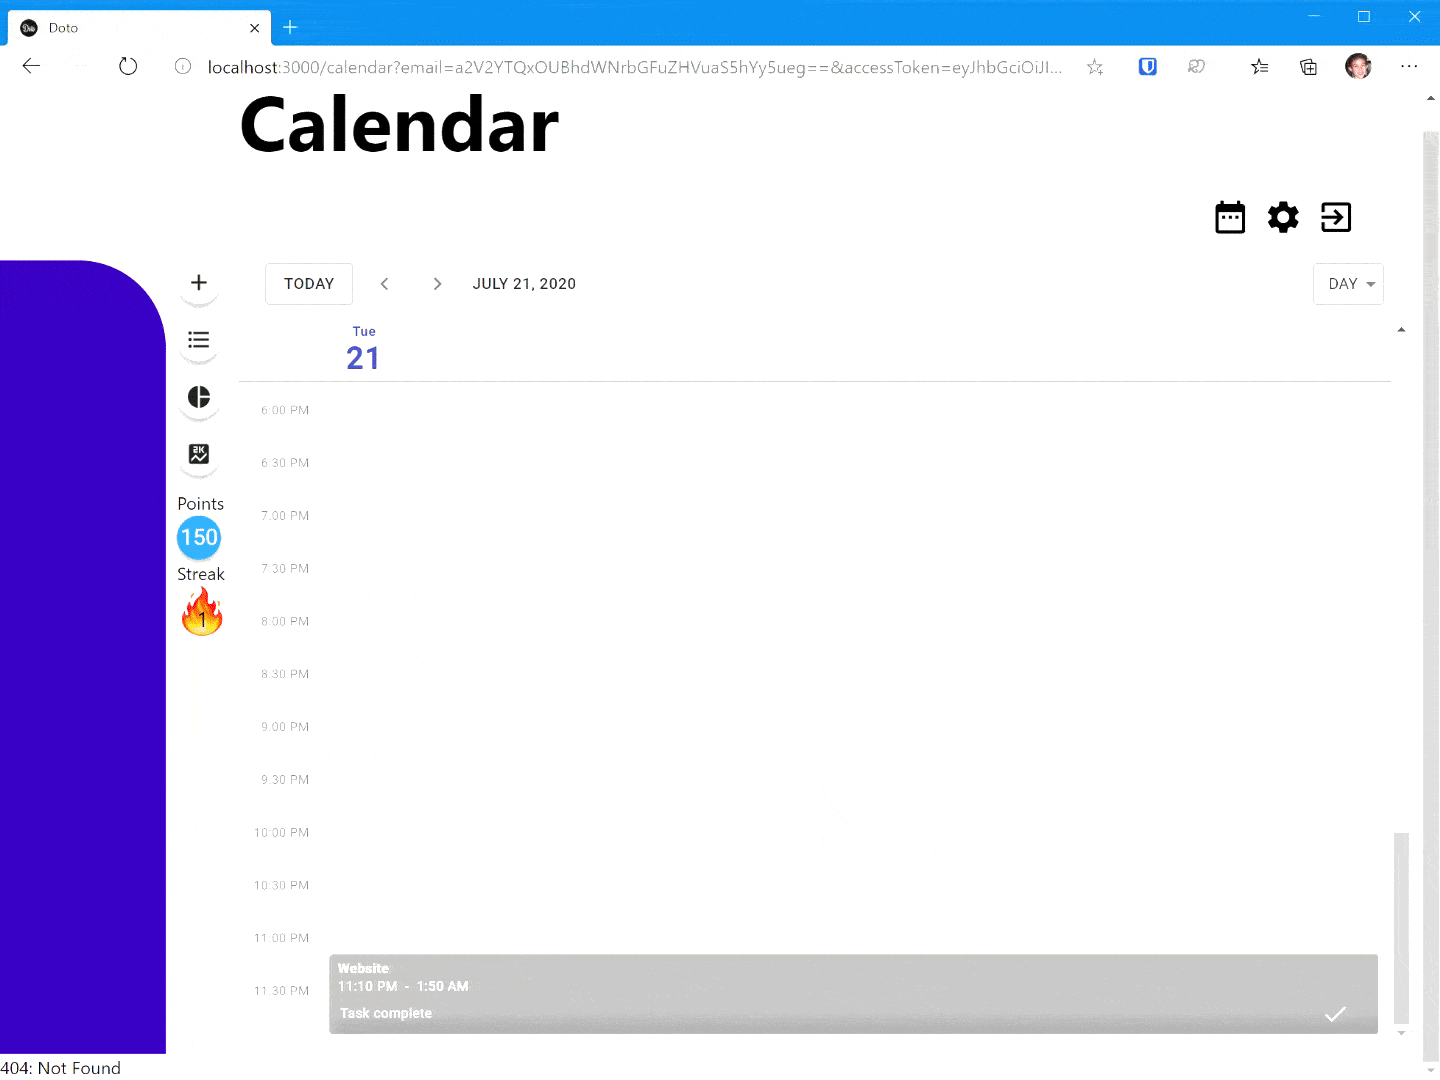 Doto
localhost:3000/calendar?email=a2V2YTQxOUBhdWNrbGFuZHVuaS5hYy5ueg==&accessToken=eyJhbGciOiJI...
Calendar
TODAY
JULY 21, 2020
DAY
Tue
21
6:00 PM
6:30 PM
7:00 PM
7:30 PM
8:00 PM
8:30 PM
9:00 PM
9:30 PM
10:00 PM
10:30 PM
11:00 PM
11:30 PM
2K
Points
150
Streak
1
Website
11:10 PM - 1:50 AM
Task complete
404: Not Found